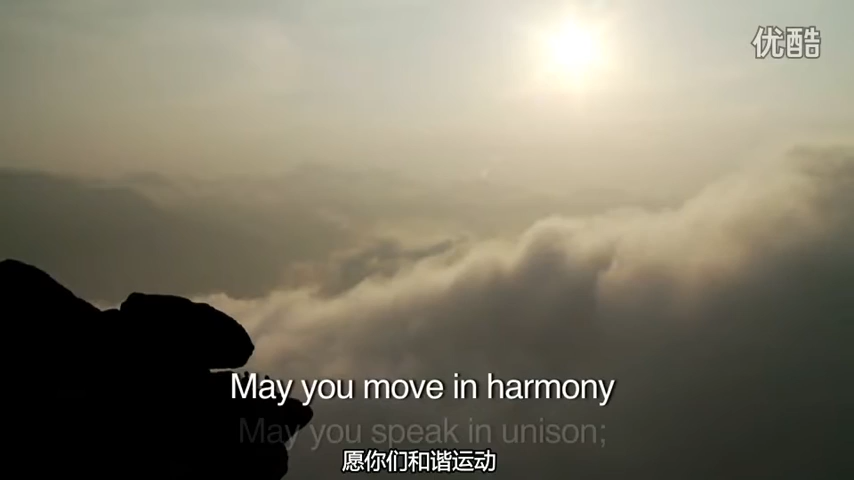 优酷
May you move in harmony
May you speak in unison;
愿你们和谐运动